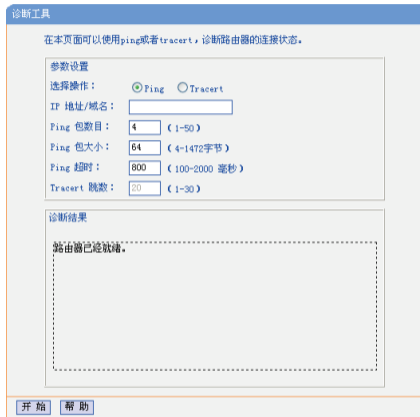 诊断工具
在本页面可以使用ping或者tracert，诊断路由器的连接状态。
参数设置
选择操作： Ping Tracert
IP 地址/域名：
Ping 包数目： 4 （1-50）
Ping 包大小： 64 （4-1472字节）
Ping 超时： 800 （100-2000 毫秒）
Tracert 跳数： 20 （1-30）
诊断结果
路由器已经就绪。
开 始 帮 助